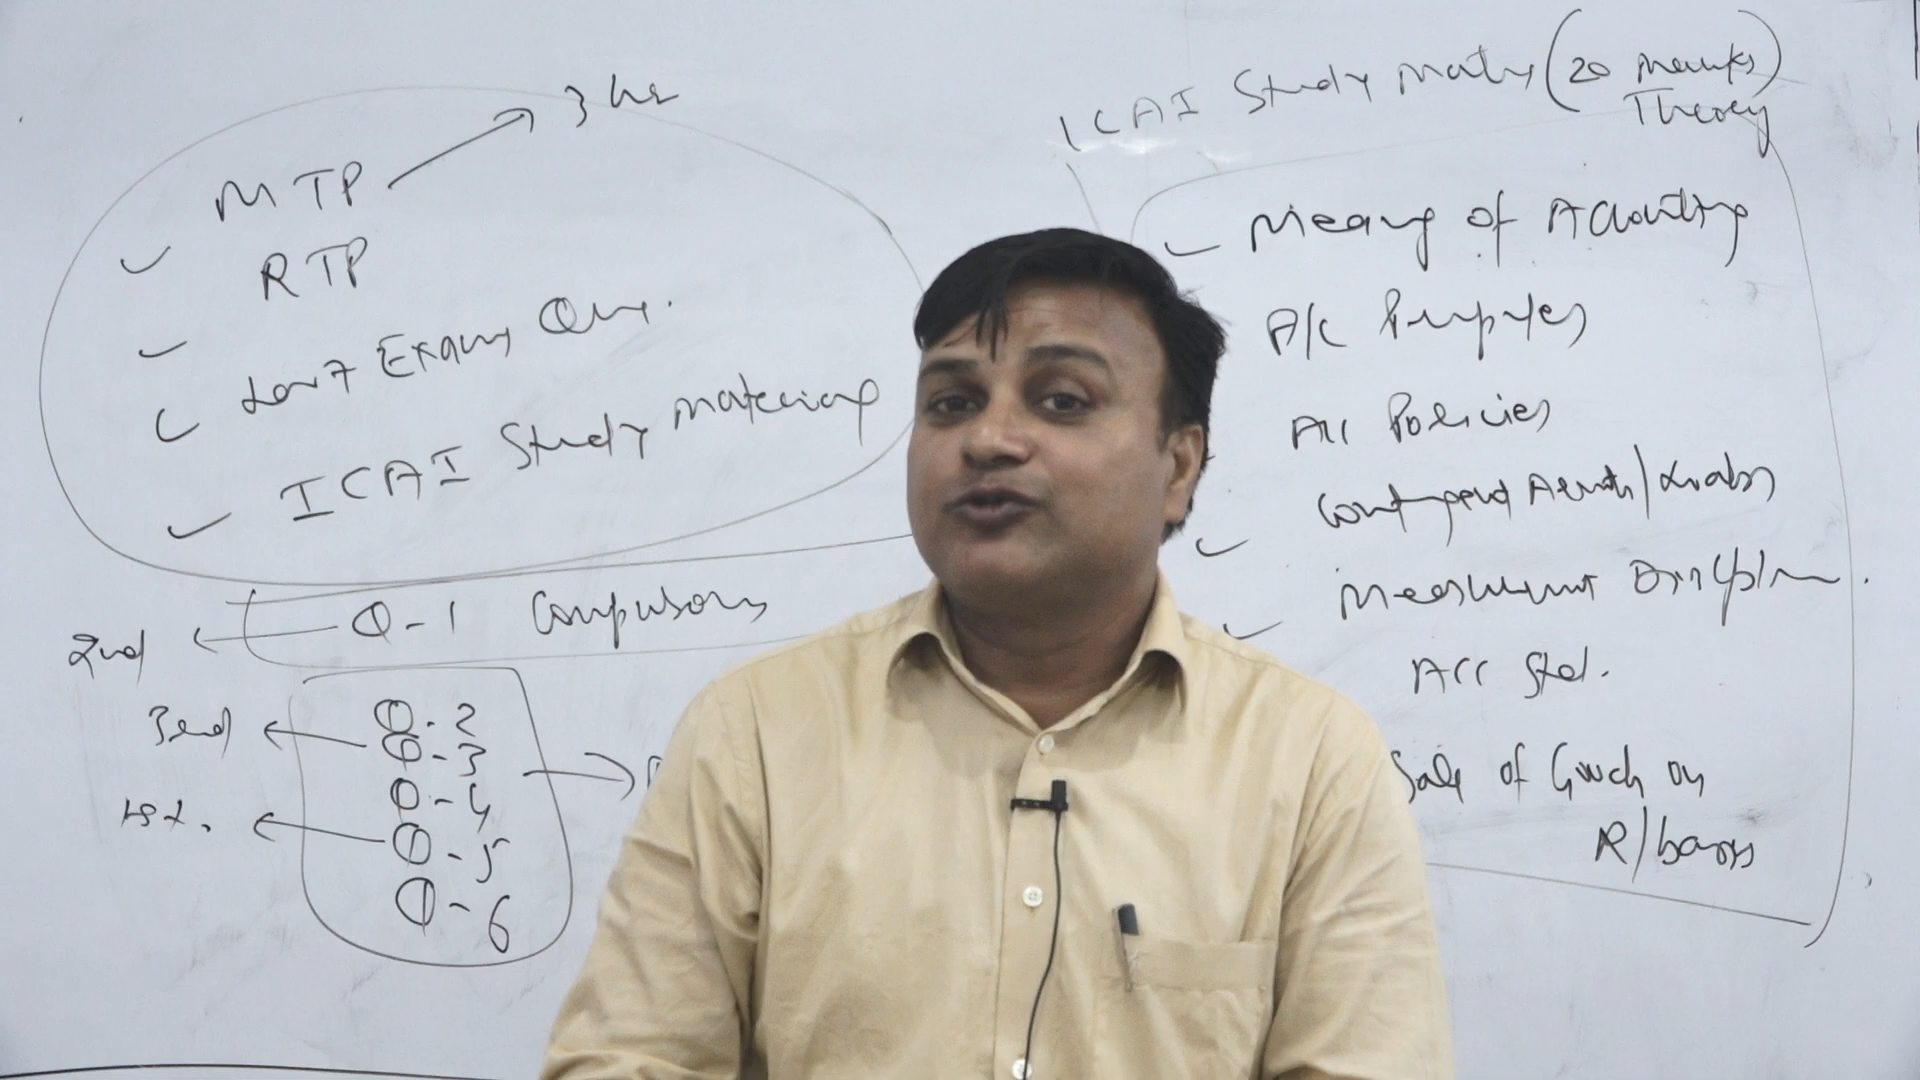 MTP → 3 hr
RTP
Last Exam Que.
ICAI Study Material
Q-1 Compulsory
2nd
3rd
Q-2
Q-3
Q-4
1st.
Q-5
Q-6
ICAI Study Mat (20 Marks)
Theory
Meaning of Accounting
A/C Principles
Acc Policies
Contingent Assets/Liabs
Measurement Discipline.
Acc Std.
Sale of Goods on
R/basis